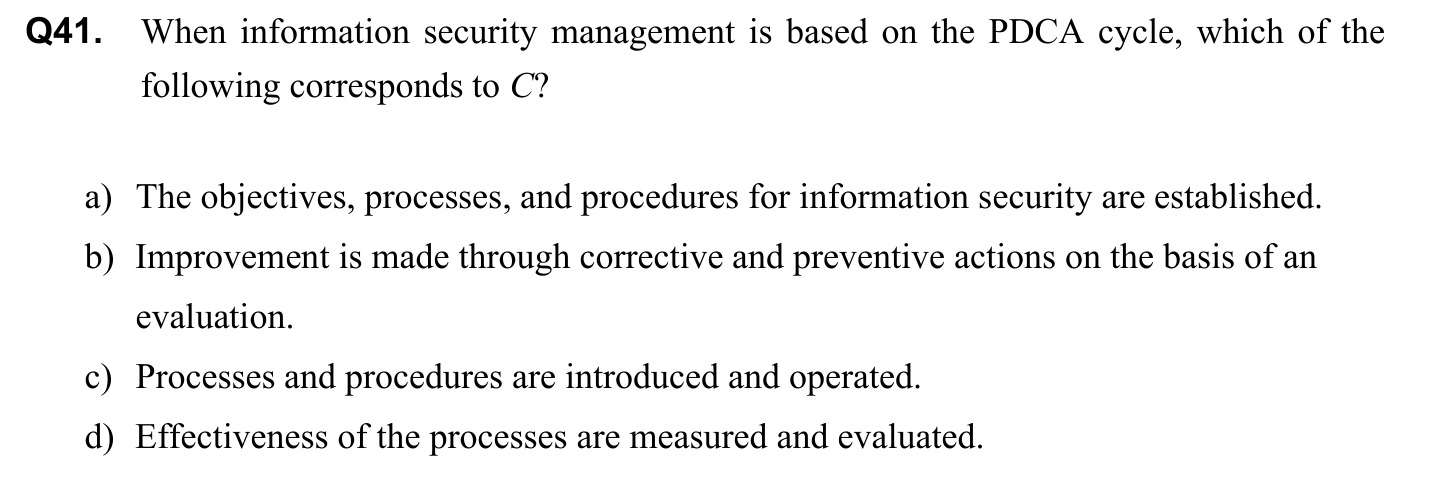 Q41. When information security management is based on the PDCA cycle, which of the
following corresponds to C?
a) The objectives, processes, and procedures for information security are established.
b) Improvement is made through corrective and preventive actions on the basis of an
evaluation.
c) Processes and procedures are introduced and operated.
d) Effectiveness of the processes are measured and evaluated.